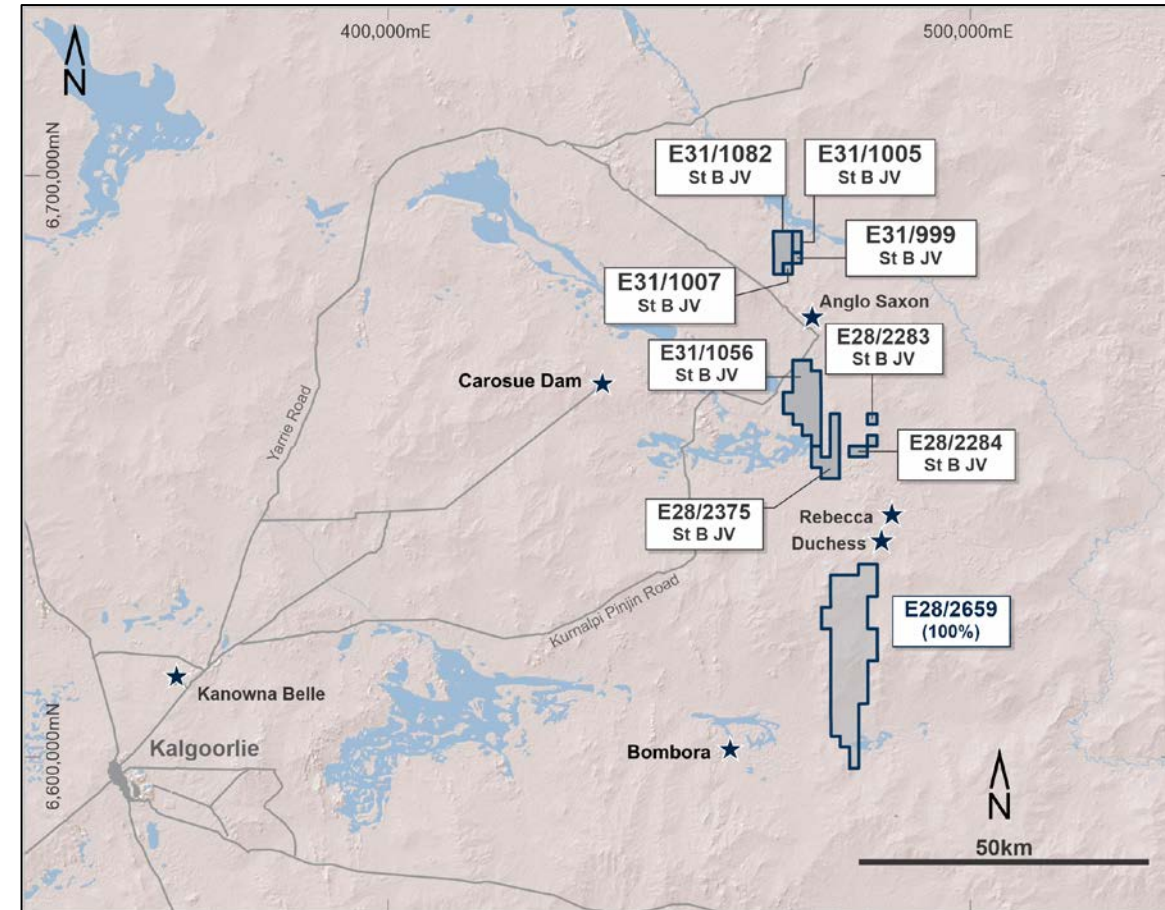 400,000mE
500,000mE
N
6,700,000mN
E31/1082
St B JV
E31/1005
St B JV
E31/999
St B JV
E31/1007
St B JV
Anglo Saxon
E28/2283
St B JV
E31/1056
St B JV
Carosue Dam
Yarrie Road
E28/2284
St B JV
E28/2375
St B JV
Rebecca
Duchess
Kurnalpi Pinjin Road
E28/2659
(100%)
Kanowna Belle
Kalgoorlie
Bombora
6,600,000mN
N
50km